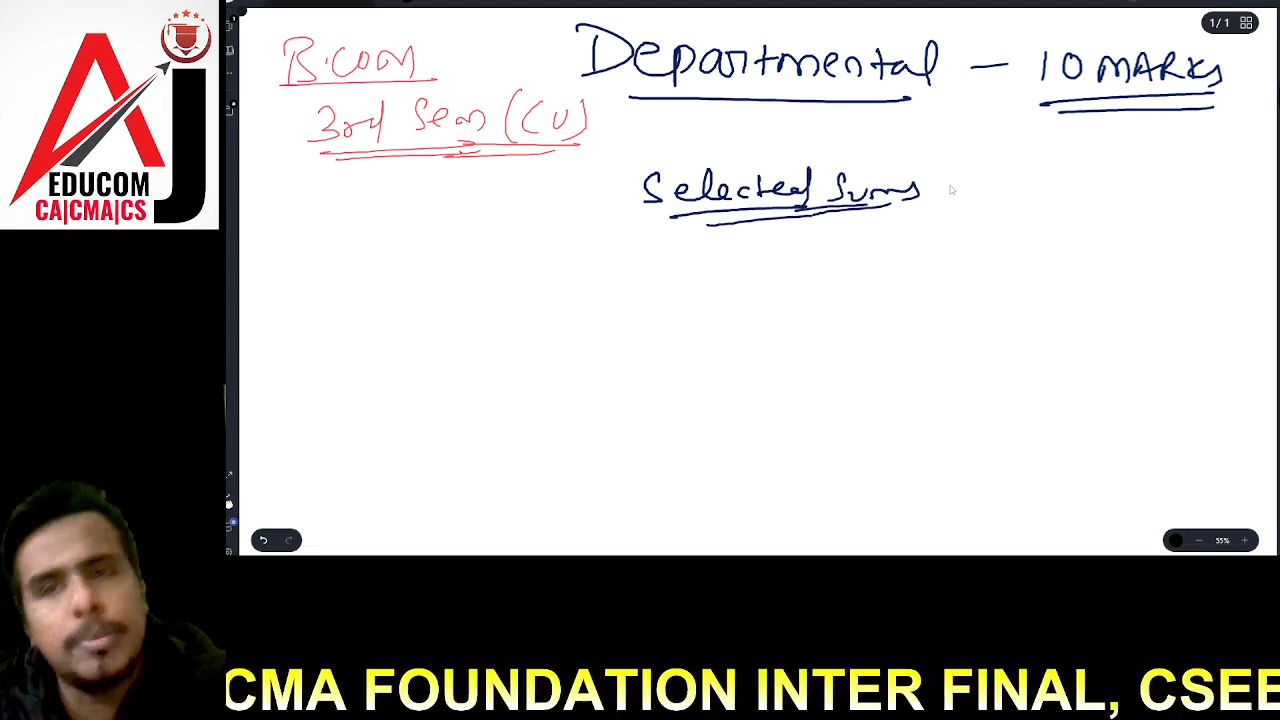 AJ
EDUCOM
CA|CMA|CS
B.COM
3rd Sem (CU)
Departmental – 10 MARKS
Selected Sums
1/1
55%
CMA FOUNDATION INTER FINAL, CSEE